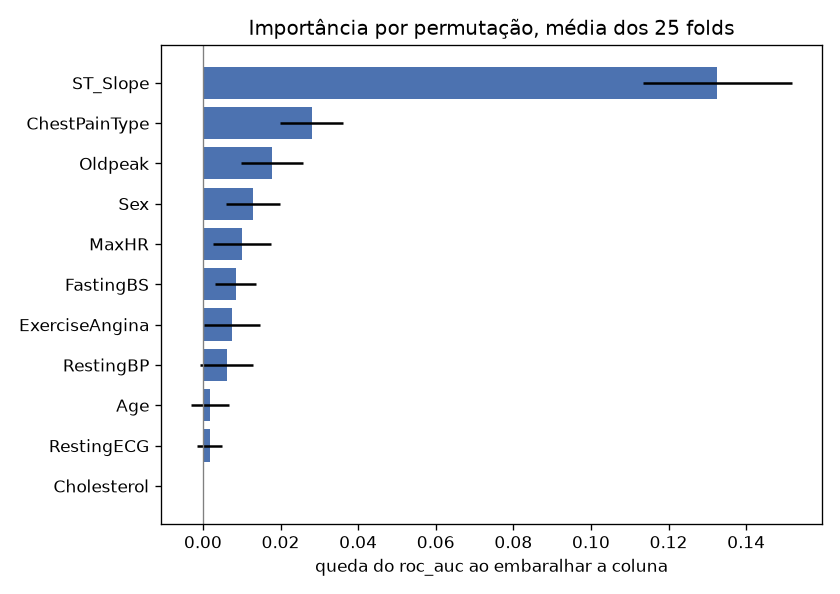 Importância por permutação, média dos 25 folds
ST_Slope
ChestPainType
Oldpeak
Sex
MaxHR
FastingBS
ExerciseAngina
RestingBP
Age
RestingECG
Cholesterol
0.00 0.02 0.04 0.06 0.08 0.10 0.12 0.14
queda do roc_auc ao embaralhar a coluna